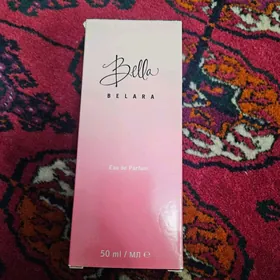 Bella
BELARA
Eau de Parfum
50 ml / МЛ ℮